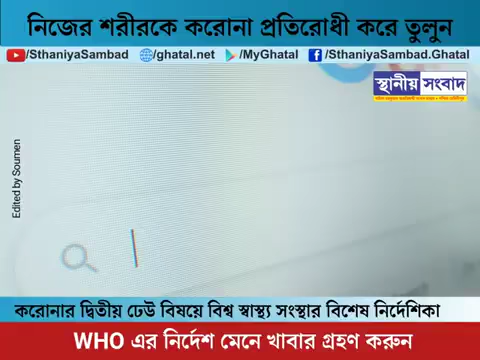 নিজের শরীরকে করোনা প্রতিরোধী করে তুলুন
/SthaniyaSambad /ghatal.net /MyGhatal /SthaniyaSambad.Ghatal
স্থানীয় সংবাদ
Edited by Soumen
করোনার দ্বিতীয় ঢেউ বিষয়ে বিশ্ব স্বাস্থ্য সংস্থার বিশেষ নির্দেশিকা
WHO এর নির্দেশ মেনে খাবার গ্রহণ করুন